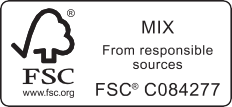 ®
FSC
www.fsc.org
MIX
From responsible
sources
FSC® C084277